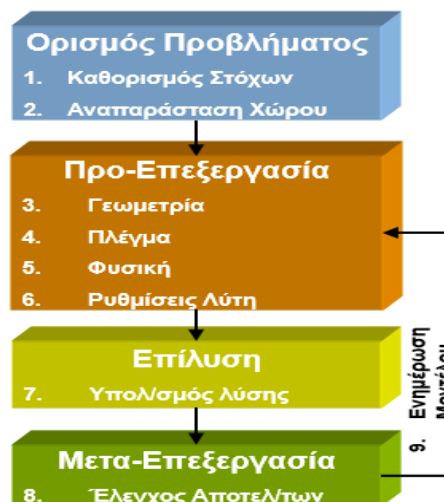 Ορισμός Προβλήματος
1. Καθορισμός Στόχων
2. Αναπαράσταση Χώρου
Προ-Επεξεργασία
3. Γεωμετρία
4. Πλέγμα
5. Φυσική
6. Ρυθμίσεις Λύτη
Επίλυση
7. Υπολ/σμός λύσης
Μετα-Επεξεργασία
8. Έλεγχος Αποτελ/των
9. Ενημέρωση
Μοντέλου